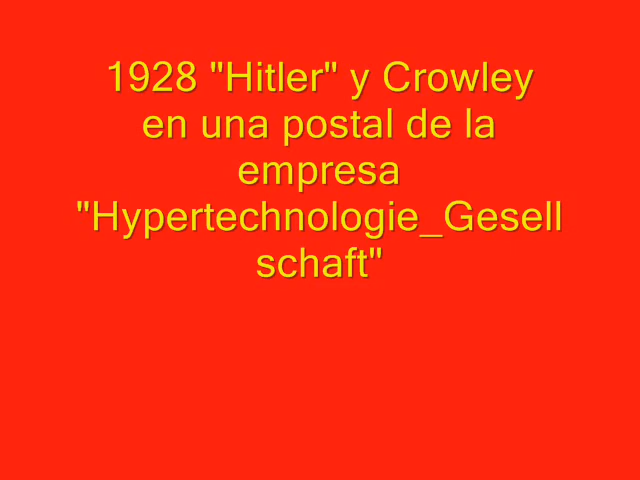 1928 "Hitler" y Crowley
en una postal de la
empresa
"Hypertechnologie_Gesell
schaft"